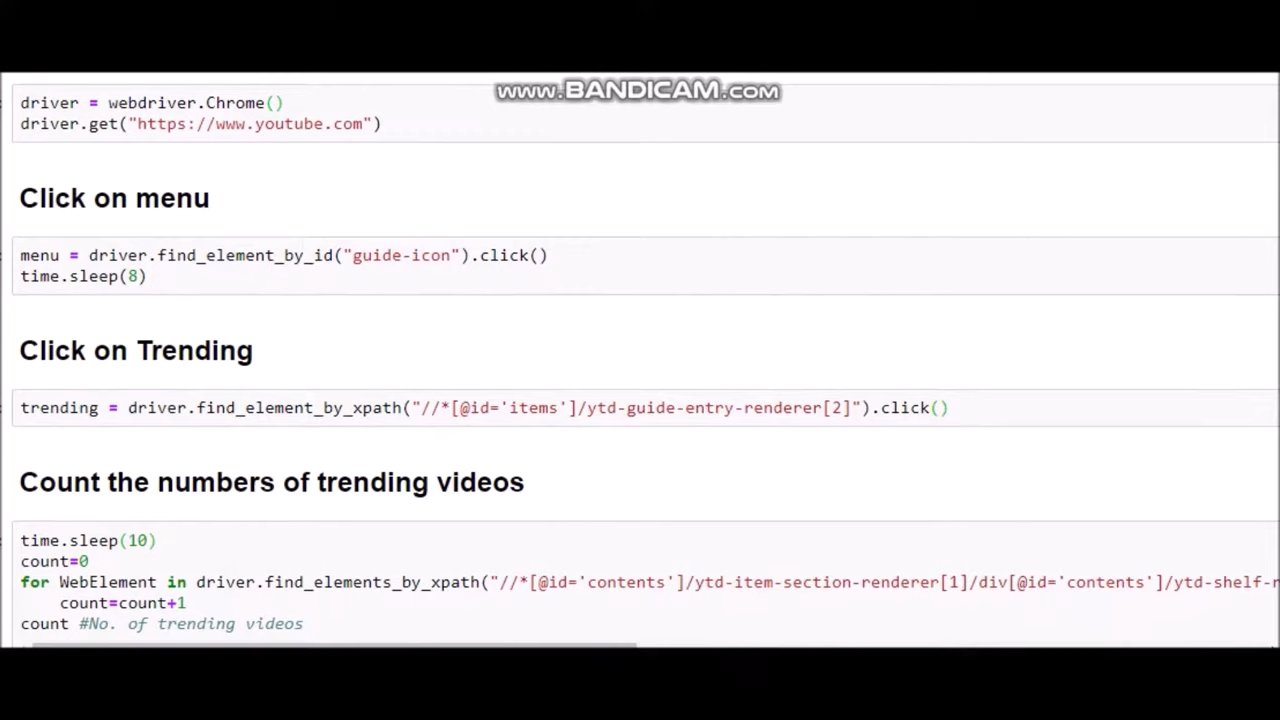 www.BANDICAM.com
driver = webdriver.Chrome()
driver.get("https://www.youtube.com")
Click on menu
menu = driver.find_element_by_id("guide-icon").click()
time.sleep(8)
Click on Trending
trending = driver.find_element_by_xpath("//*[@id='items']/ytd-guide-entry-renderer[2]").click()
Count the numbers of trending videos
time.sleep(10)
count=0
for WebElement in driver.find_elements_by_xpath("//*[@id='contents']/ytd-item-section-renderer[1]/div[@id='contents']/ytd-shelf-r
    count=count+1
count #No. of trending videos